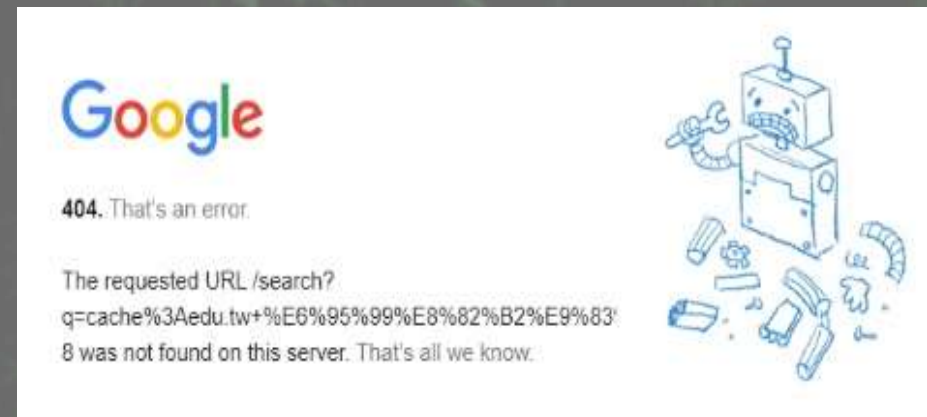 Google
404. That's an error.
The requested URL /search?
q=cache%3Aedu.tw+%E6%95%99%E8%82%B2%E9%83'
8 was not found on this server. That's all we know.